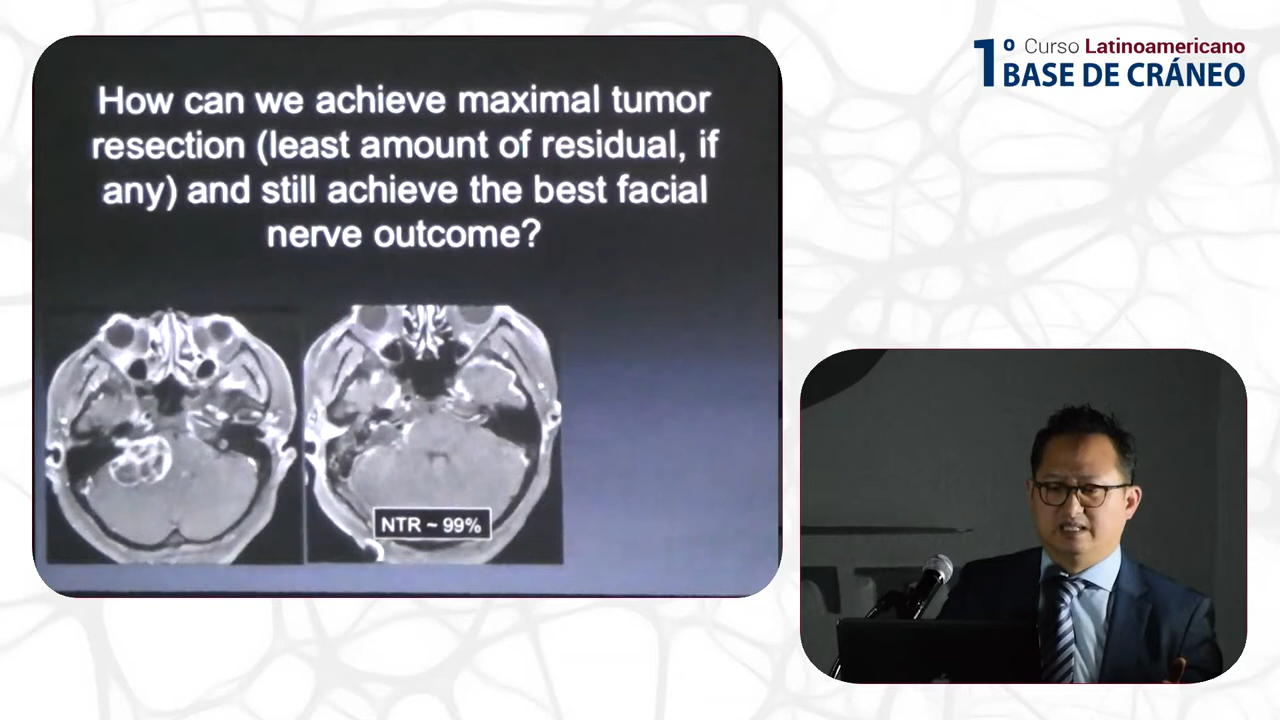 How can we achieve maximal tumor
resection (least amount of residual, if
any) and still achieve the best facial
nerve outcome?
NTR ~ 99%
1º Curso Latinoamericano
BASE DE CRÁNEO